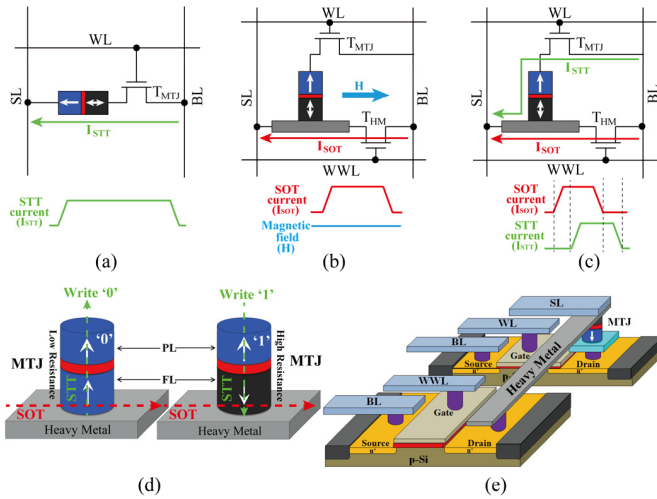 WL
SL
BL
T_MTJ
I_STT
STT
current
(I_STT)
(a)
WL
T_MTJ
H
SL
BL
T_HM
I_SOT
WWL
SOT
current
(I_SOT)
Magnetic
field
(H)
(b)
WL
T_MTJ
I_STT
SL
BL
T_HM
I_SOT
WWL
SOT
current
(I_SOT)
STT
current
(I_STT)
(c)
Write '0'
Write '1'
MTJ
Low Resistance
'0'
PL
'1'
High Resistance
MTJ
STT
FL
STT
SOT
SOT
Heavy Metal
Heavy Metal
(d)
SL
WL
MTJ
BL
Source
Gate
Drain
n⁺
Heavy Metal
WWL
BL
Gate
Source
Drain
n⁺
n⁺
p-Si
(e)